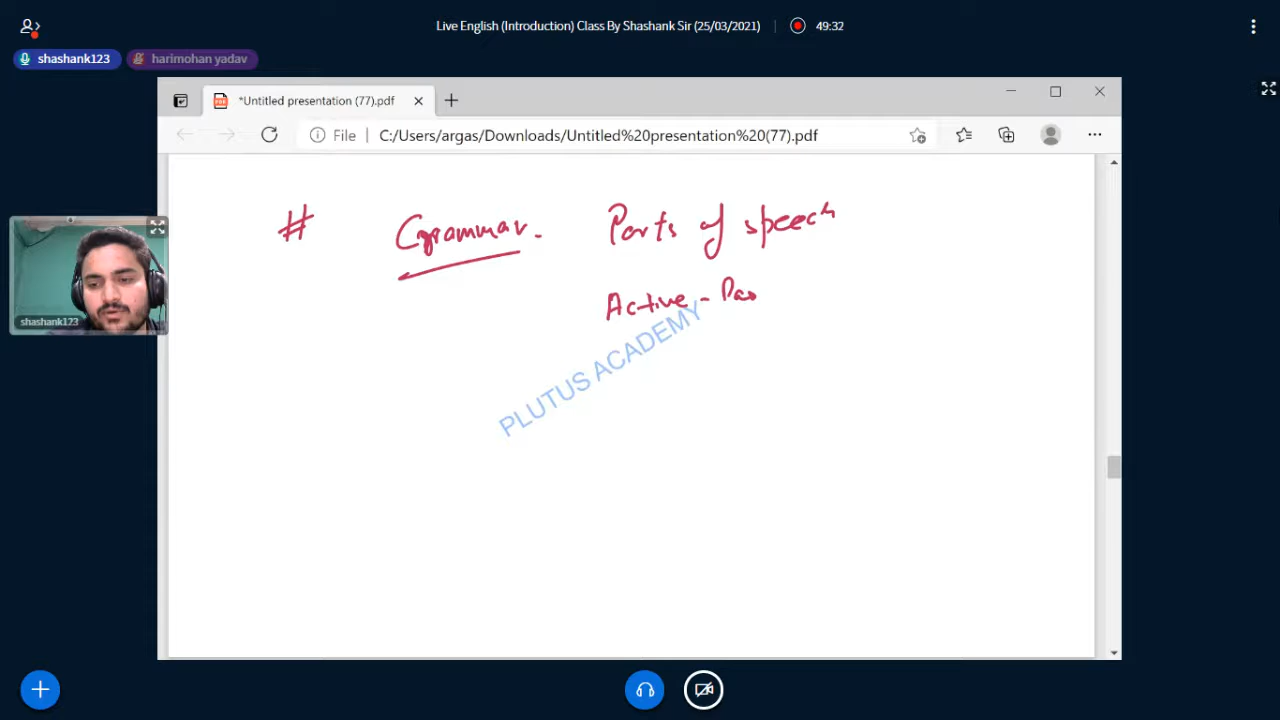 Live English (Introduction) Class By Shashank Sir (25/03/2021) 49:32
shashank123 harimohan yadav
*Untitled presentation (77).pdf
File C:/Users/argas/Downloads/Untitled%20presentation%20(77).pdf
# Grammar. Parts of speech
Active - Pas
PLUTUS ACADEMY
shashank123